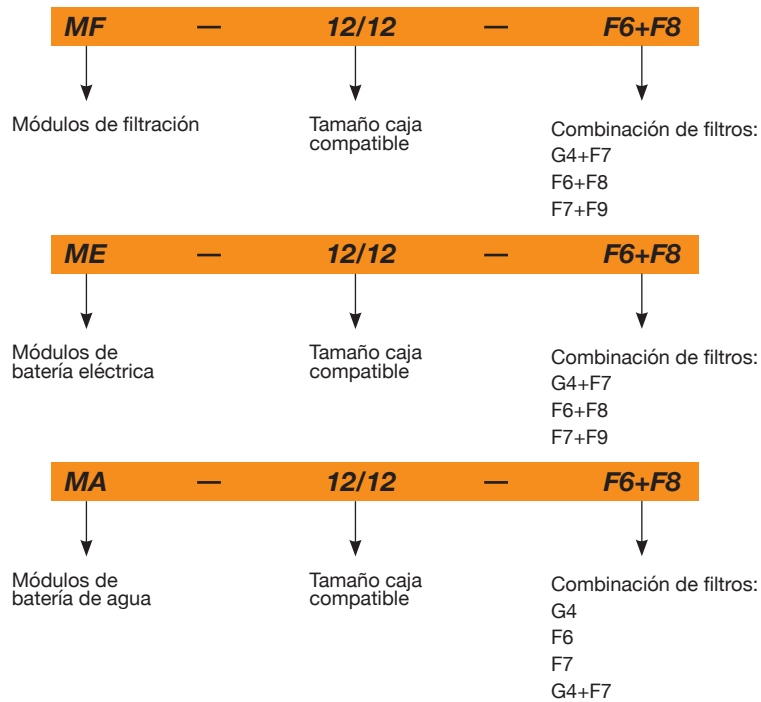 MF — 12/12 — F6+F8
Módulos de filtración
Tamaño caja
compatible
Combinación de filtros:
G4+F7
F6+F8
F7+F9
ME — 12/12 — F6+F8
Módulos de
batería eléctrica
Tamaño caja
compatible
Combinación de filtros:
G4+F7
F6+F8
F7+F9
MA — 12/12 — F6+F8
Módulos de
batería de agua
Tamaño caja
compatible
Combinación de filtros:
G4
F6
F7
G4+F7